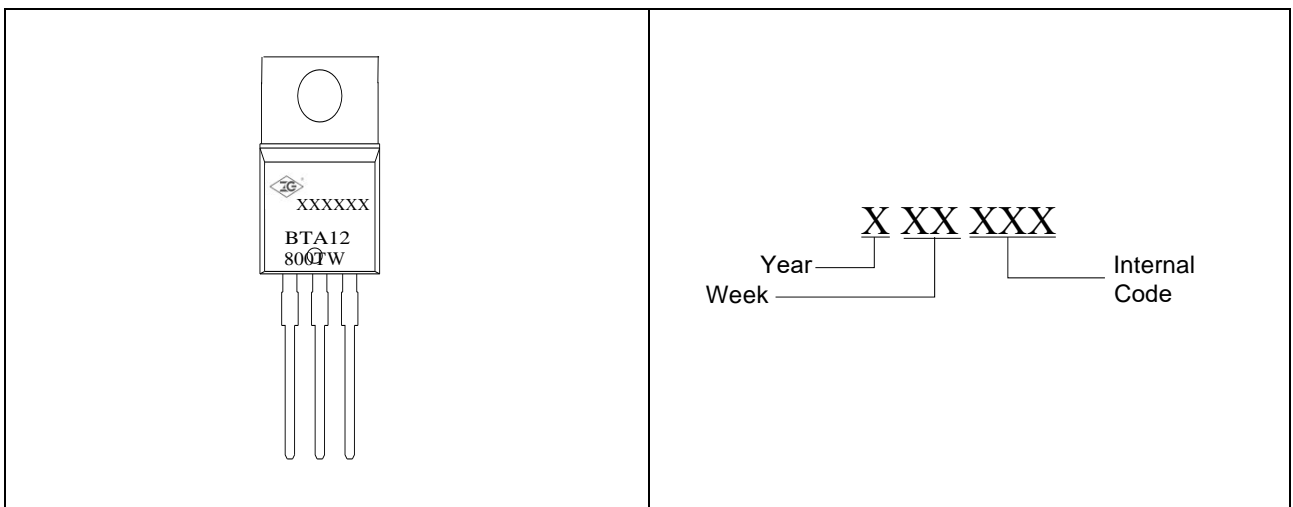 XXXXXX
BTA12
800TW
X XX XXX
Year
Week
Internal
Code